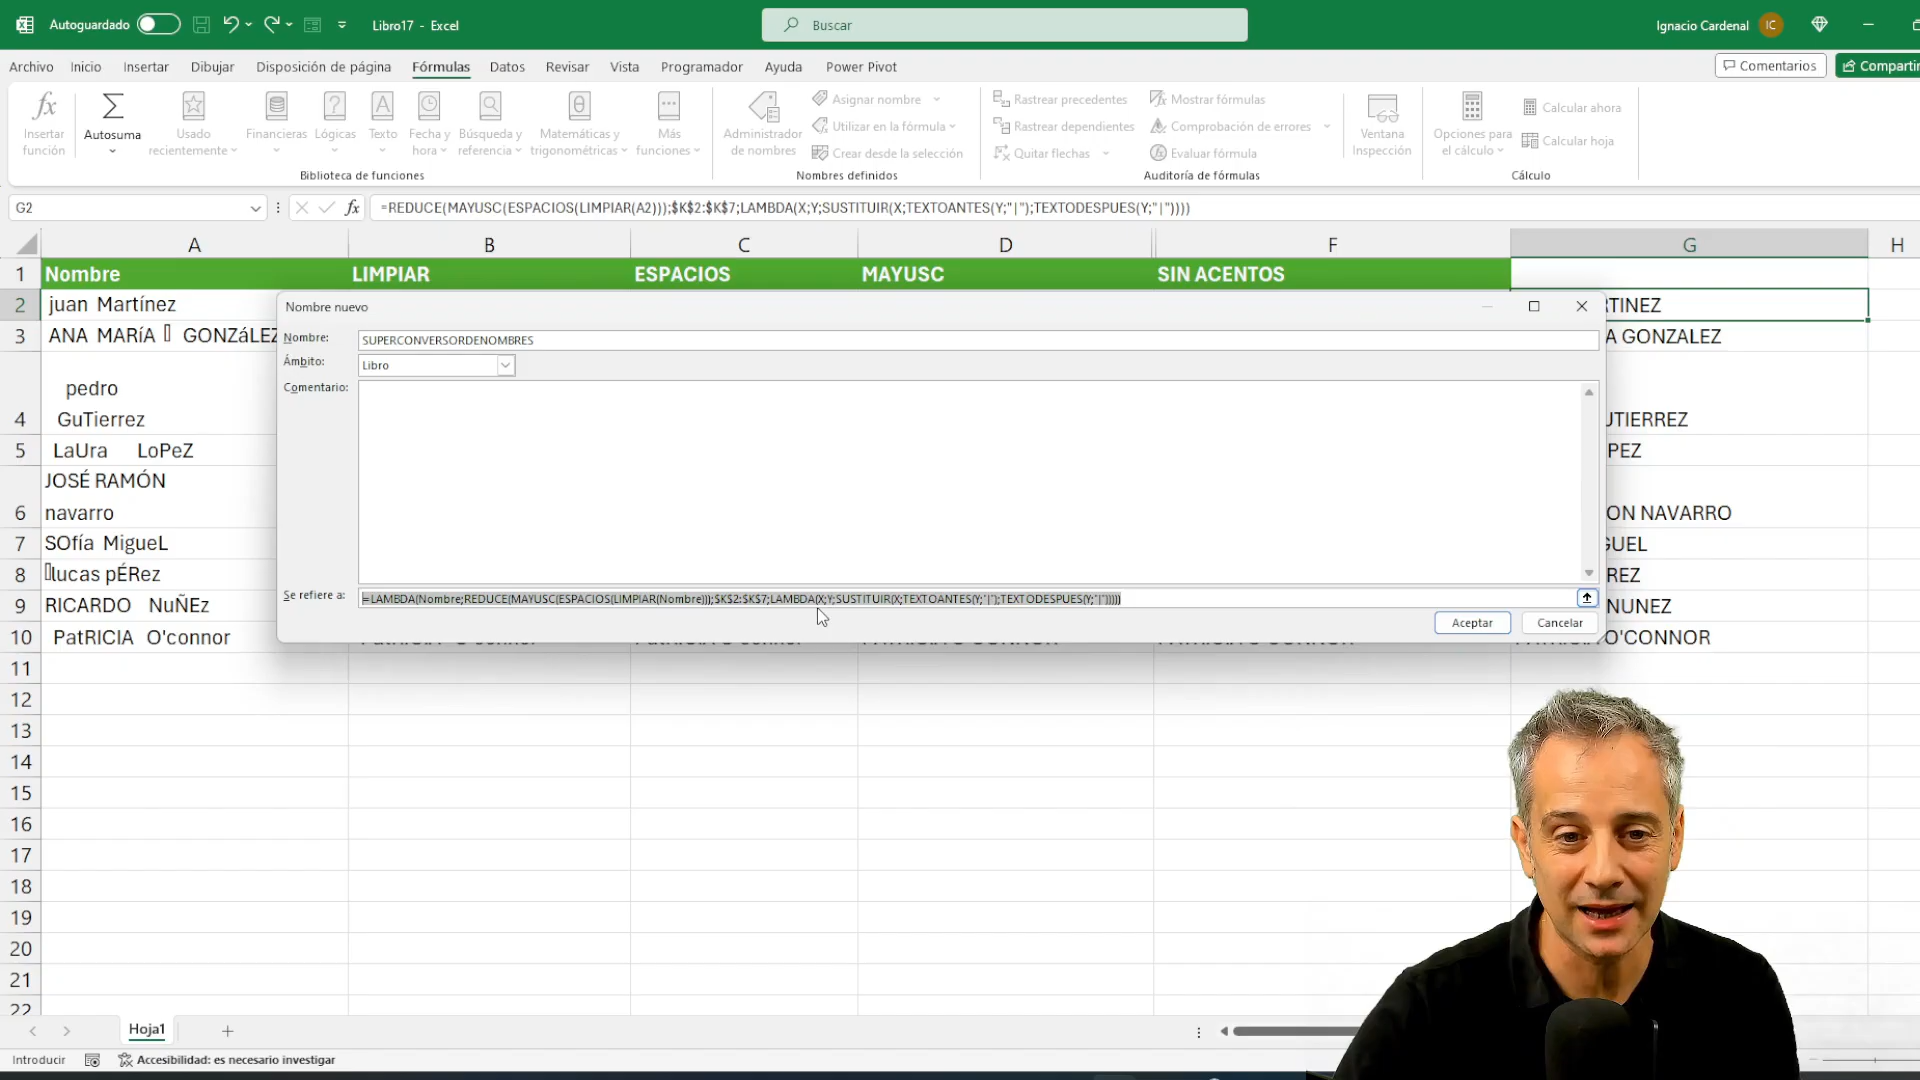 Autoguardado
Libro17 - Excel
Buscar
Ignacio Cardenal
IC
Archivo Inicio Insertar Dibujar Disposición de página Fórmulas Datos Revisar Vista Programador Ayuda Power Pivot
Comentarios
Compartir
Insertar función
Autosuma
Usado recientemente
Financieras
Lógicas
Texto
Fecha y hora
Búsqueda y referencia
Matemáticas y trigonométricas
Más funciones
Biblioteca de funciones
Administrador de nombres
Asignar nombre
Utilizar en la fórmula
Crear desde la selección
Nombres definidos
Rastrear precedentes
Rastrear dependientes
Quitar flechas
Mostrar fórmulas
Comprobación de errores
Evaluar fórmula
Auditoría de fórmulas
Ventana Inspección
Opciones para el cálculo
Calcular ahora
Calcular hoja
Cálculo
G2
fx
=REDUCE(MAYUSC(ESPACIOS(LIMPIAR(A2)));$K$2:$K$7;LAMBDA(X;Y;SUSTITUIR(X;TEXTOANTES(Y;"|");TEXTODESPUES(Y;"|"))))
A B C D F G H
1 Nombre LIMPIAR ESPACIOS MAYUSC SIN ACENTOS
2 juan Martínez RTINEZ
3 ANA MARíA GONZáLEZ A GONZALEZ
pedro
4 GuTierrez UTIERREZ
5 LaUra LoPeZ PEZ
JOSÉ RAMÓN
6 navarro ON NAVARRO
7 SOfía MigueL GUEL
8 lucas pÉRez REZ
9 RICARDO NuÑEz NUNEZ
10 PatRICIA O'connor O'CONNOR
11
12
13
14
15
16
17
18
19
20
21
22
Nombre nuevo
Nombre: SUPERCONVERSORDENOMBRES
Ámbito: Libro
Comentario:
Se refiere a: =LAMBDA(Nombre;REDUCE(MAYUSC(ESPACIOS(LIMPIAR(Nombre)));$K$2:$K$7;LAMBDA(X;Y;SUSTITUIR(X;TEXTOANTES(Y;"|");TEXTODESPUES(Y;"|")))))
Aceptar
Cancelar
Hoja1
Introducir
Accesibilidad: es necesario investigar